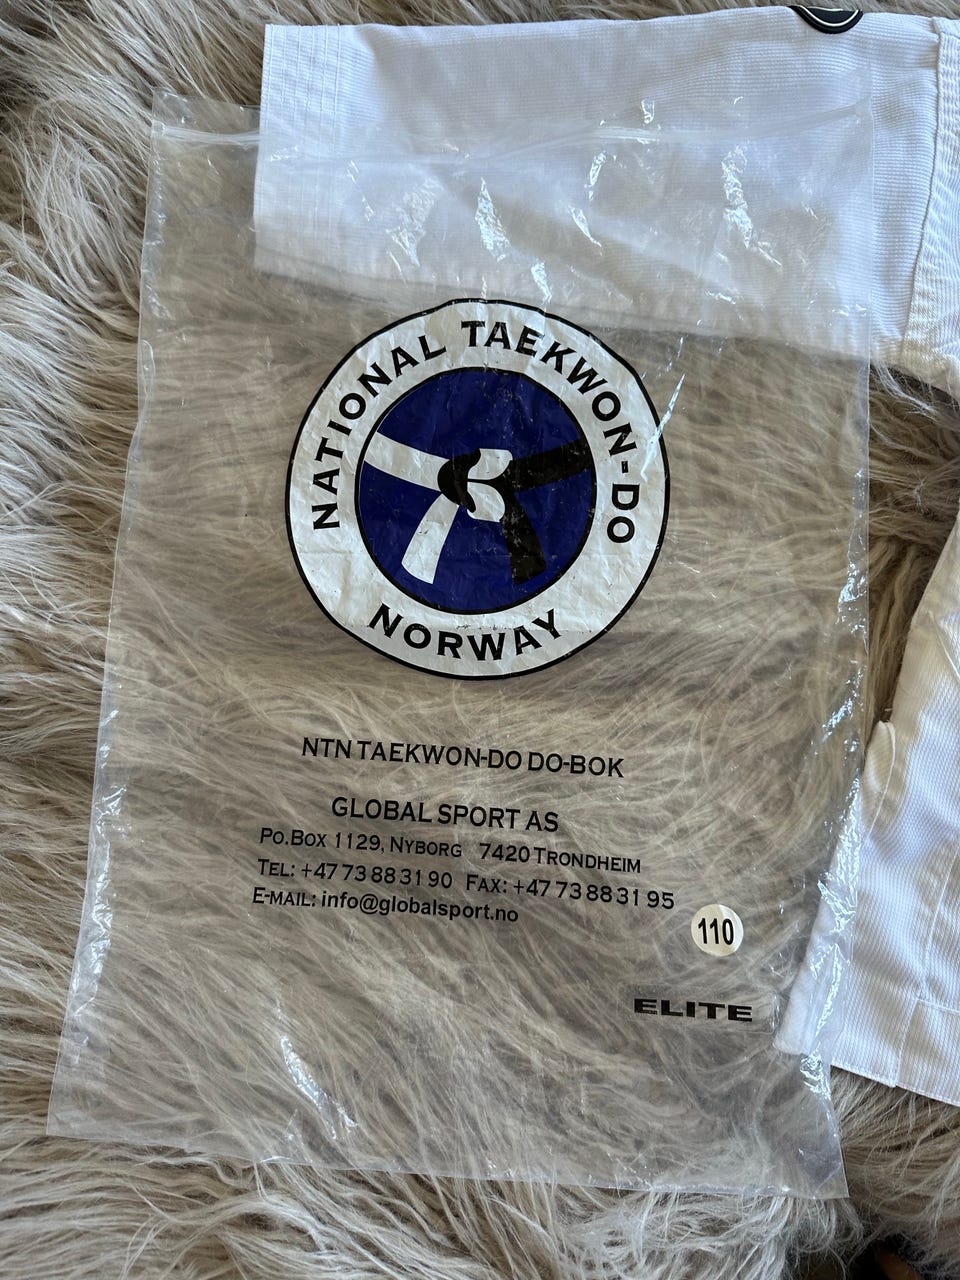 NATIONAL TAEKWON-DO
NORWAY
NTN TAEKWON-DO DO-BOK
GLOBAL SPORT AS
PO.BOX 1129, NYBORG 7420 TRONDHEIM
TEL: +47 73 88 31 90 FAX: +47 73 88 31 95
E-MAIL: info@globalsport.no
110
ELITE